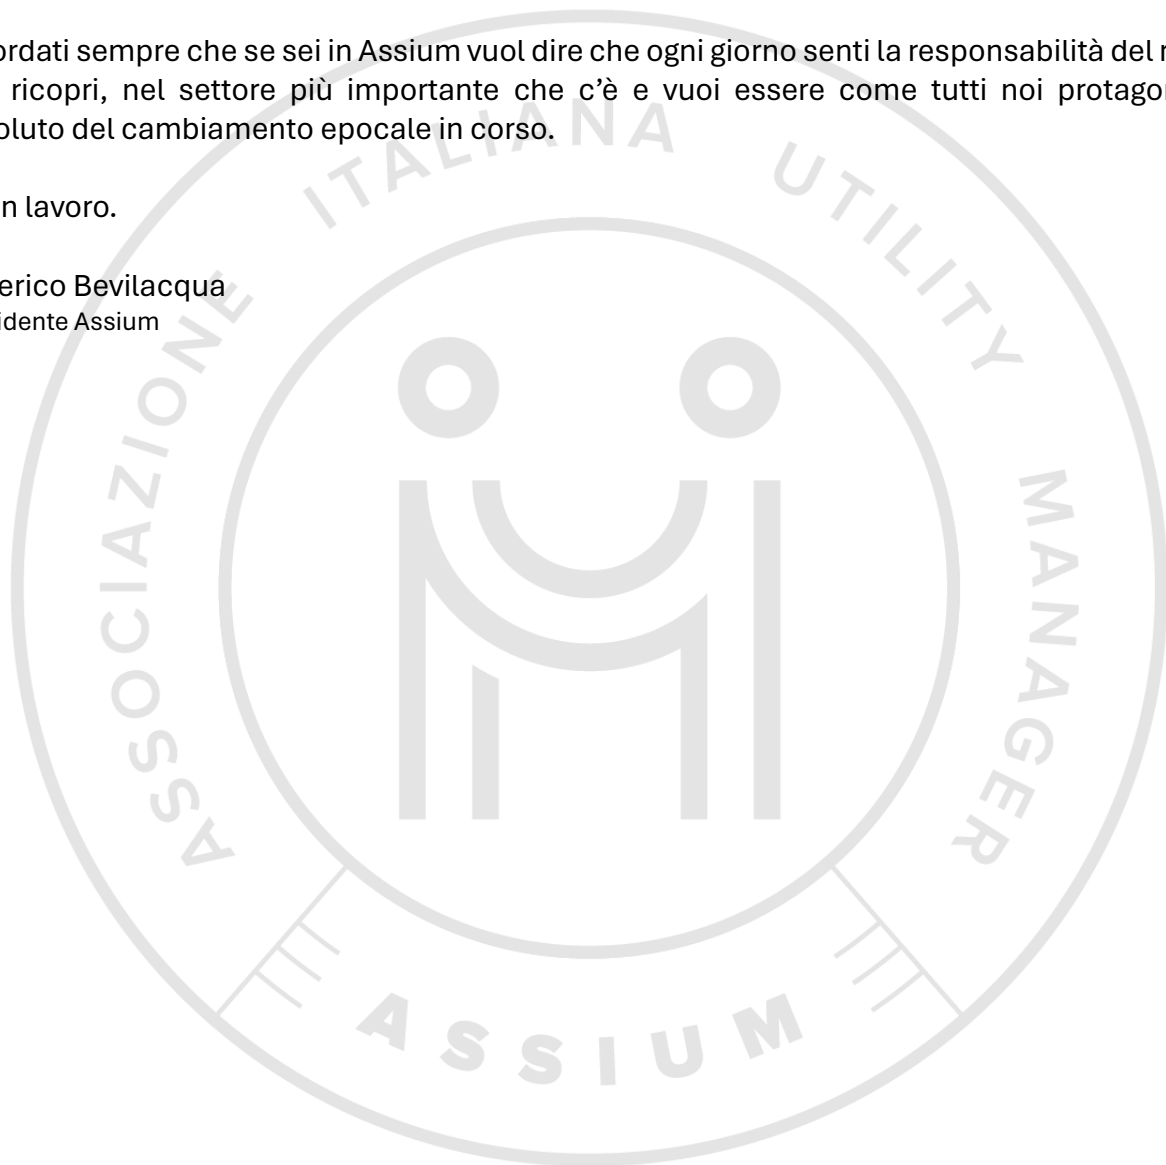 ordati sempre che se sei in Assium vuol dire che ogni giorno senti la responsabilità del
ricopri, nel settore più importante che c’è e vuoi essere come tutti noi protagon
oluto del cambiamento epocale in corso.
n lavoro.
erico Bevilacqua
idente Assium
ASSOCIAZIONE ITALIANA UTILITY MANAGER
ASSIUM